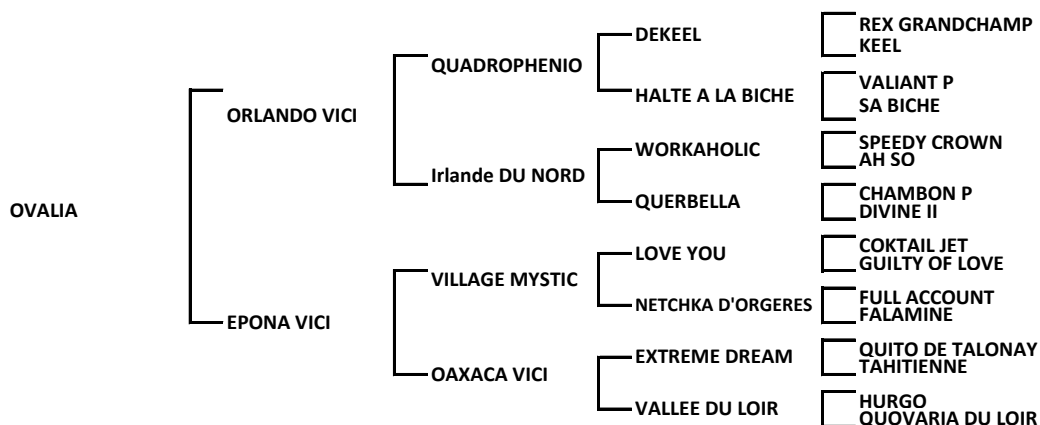 REX GRANDCHAMP
DEKEEL
KEEL
QUADROPHENIO
VALIANT P
HALTE A LA BICHE
SA BICHE
ORLANDO VICI
SPEEDY CROWN
WORKAHOLIC
AH SO
Irlande DU NORD
CHAMBON P
QUERBELLA
DIVINE II
OVALIA
COKTAIL JET
LOVE YOU
GUILTY OF LOVE
VILLAGE MYSTIC
FULL ACCOUNT
NETCHKA D'ORGERES
FALAMINE
EPONA VICI
QUITO DE TALONAY
EXTREME DREAM
TAHITIENNE
OAXACA VICI
HURGO
VALLEE DU LOIR
QUOVARIA DU LOIR